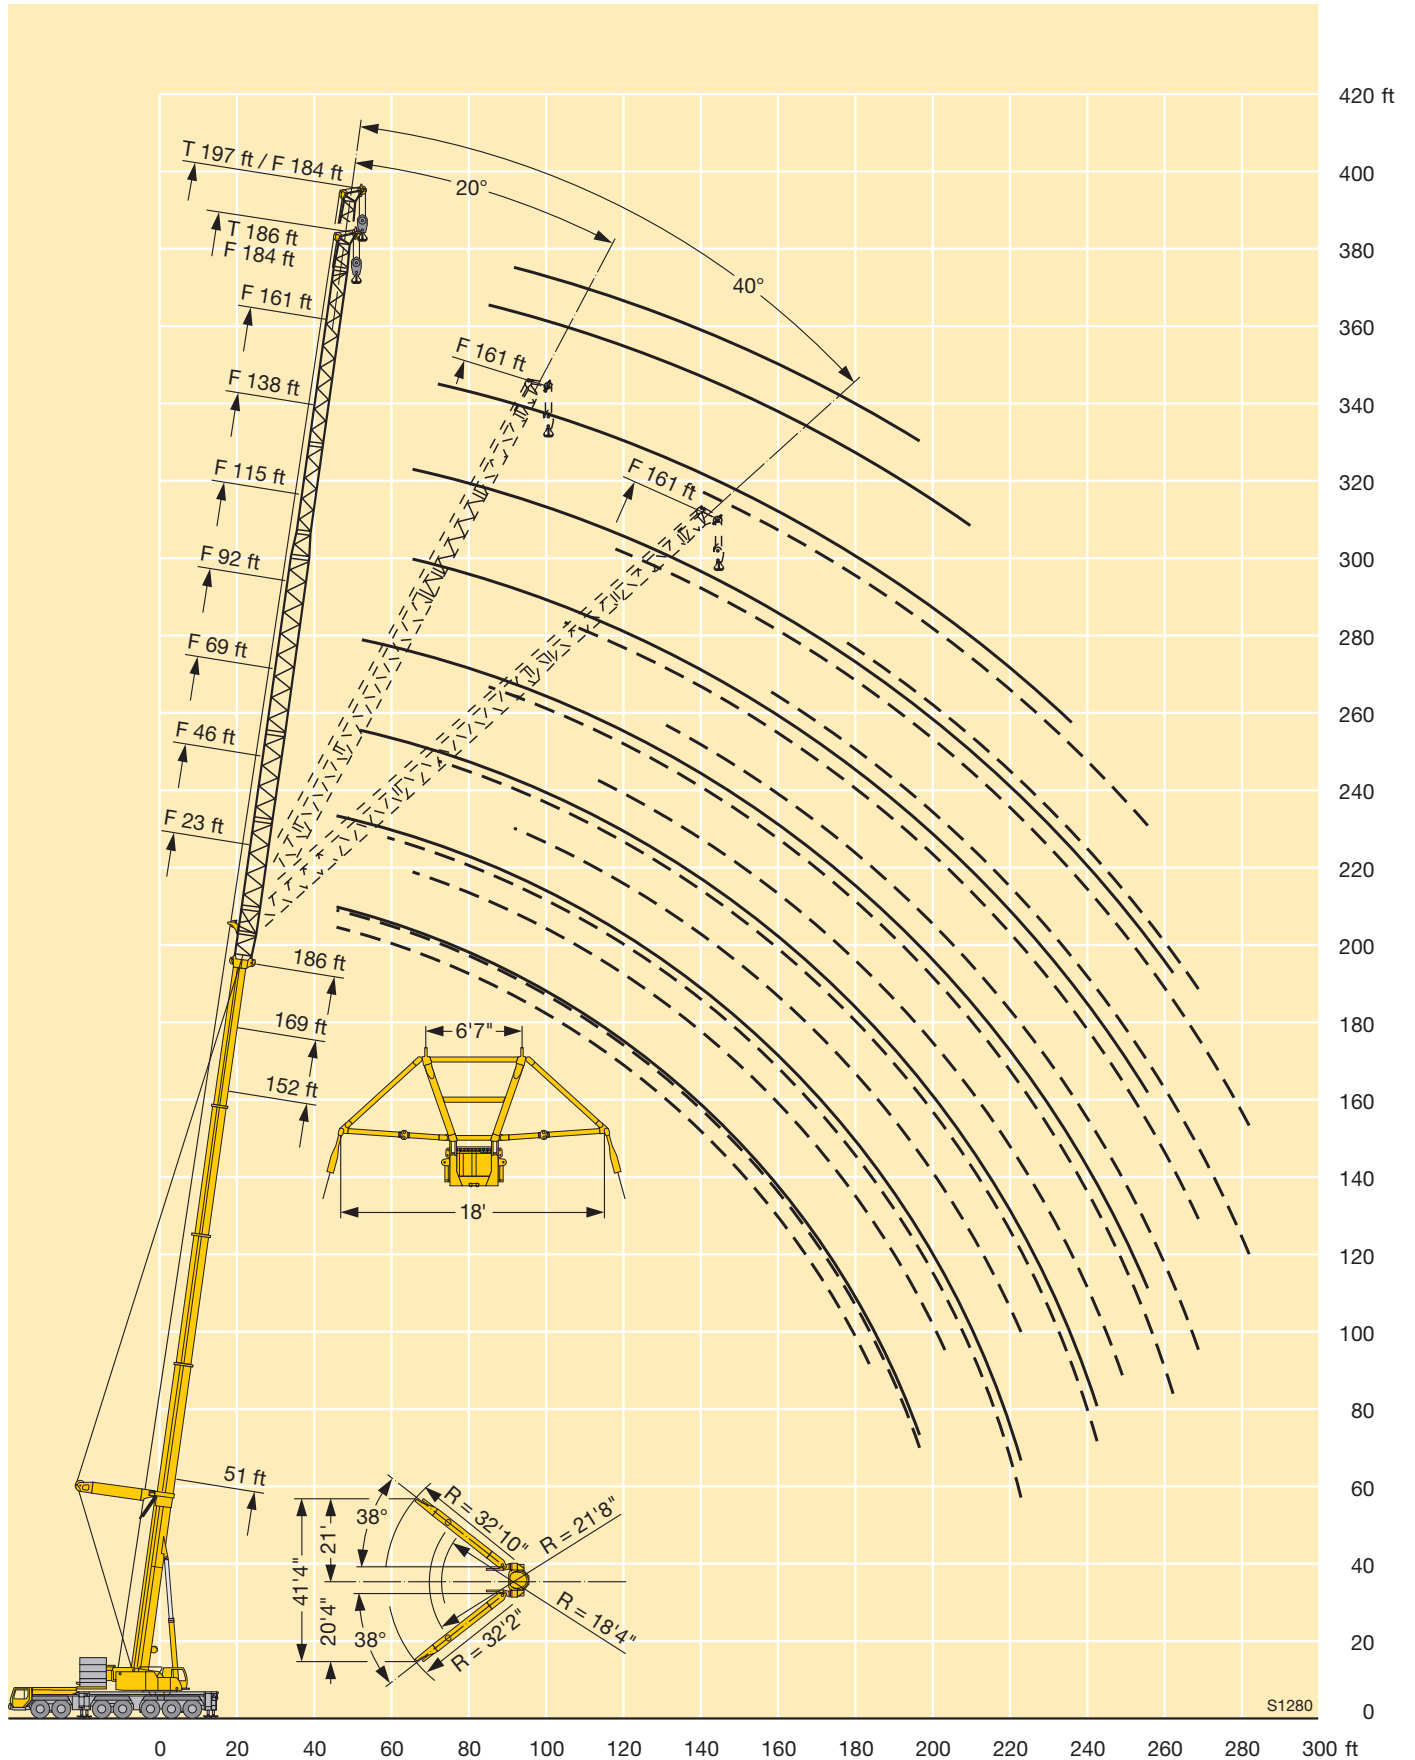 420 ft
T 197 ft / F 184 ft
400
20°
T 186 ft
F 184 ft
380
40°
F 161 ft
360
F 161 ft
F 138 ft
340
F 161 ft
F 115 ft
320
F 92 ft
300
F 69 ft
280
260
F 46 ft
240
F 23 ft
220
200
186 ft
169 ft
6'7"
180
152 ft
160
140
18'
120
100
80
51 ft
60
R = 32'10"
R = 21'8"
38°
21'
41'4"
40
20'4"
38°
R = 32'2"
R = 18'4"
20
S1280
0
0 20 40 60 80 100 120 140 160 180 200 220 240 260 280 300 ft